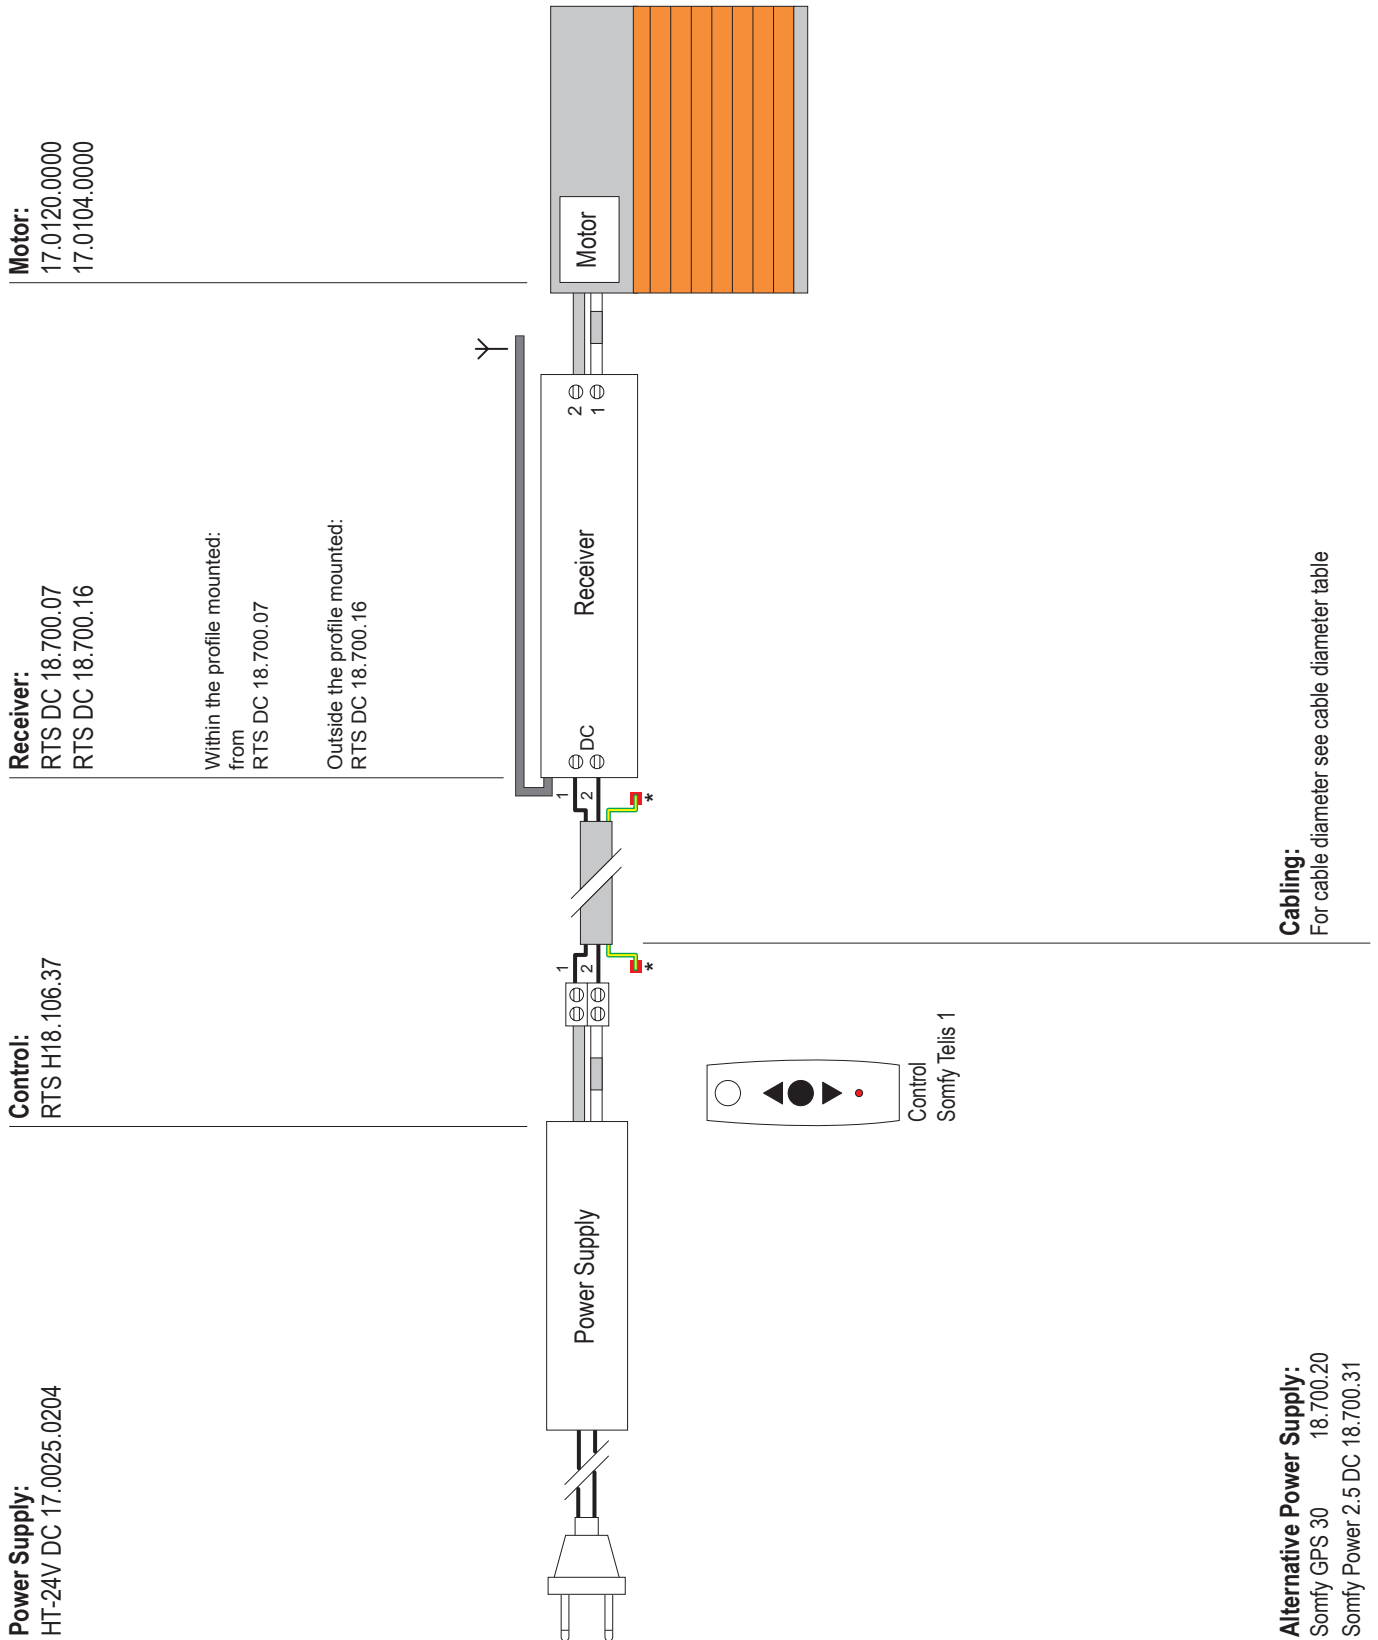 Power Supply:
HT-24V DC 17.0025.0204
Control:
RTS H18.106.37
Receiver:
RTS DC 18.700.07
RTS DC 18.700.16
Within the profile mounted:
from
RTS DC 18.700.07
Outside the profile mounted:
RTS DC 18.700.16
Motor:
17.0120.0000
17.0104.0000
Power Supply
1
2
*
1
2
*
DC
Receiver
2
1
Motor
Control
Somfy Telis 1
Alternative Power Supply:
Somfy GPS 30 18.700.20
Somfy Power 2.5 DC 18.700.31
Cabling:
For cable diameter see cable diameter table